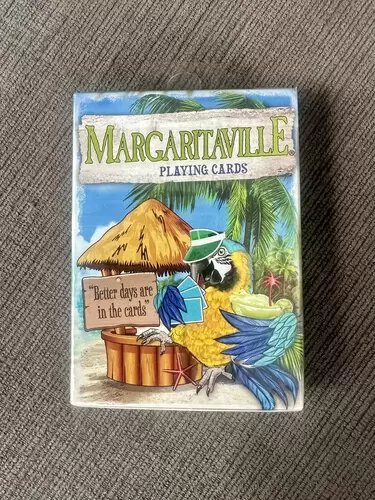 MARGARITAVILLE®
PLAYING CARDS
"Better days are
in the cards"